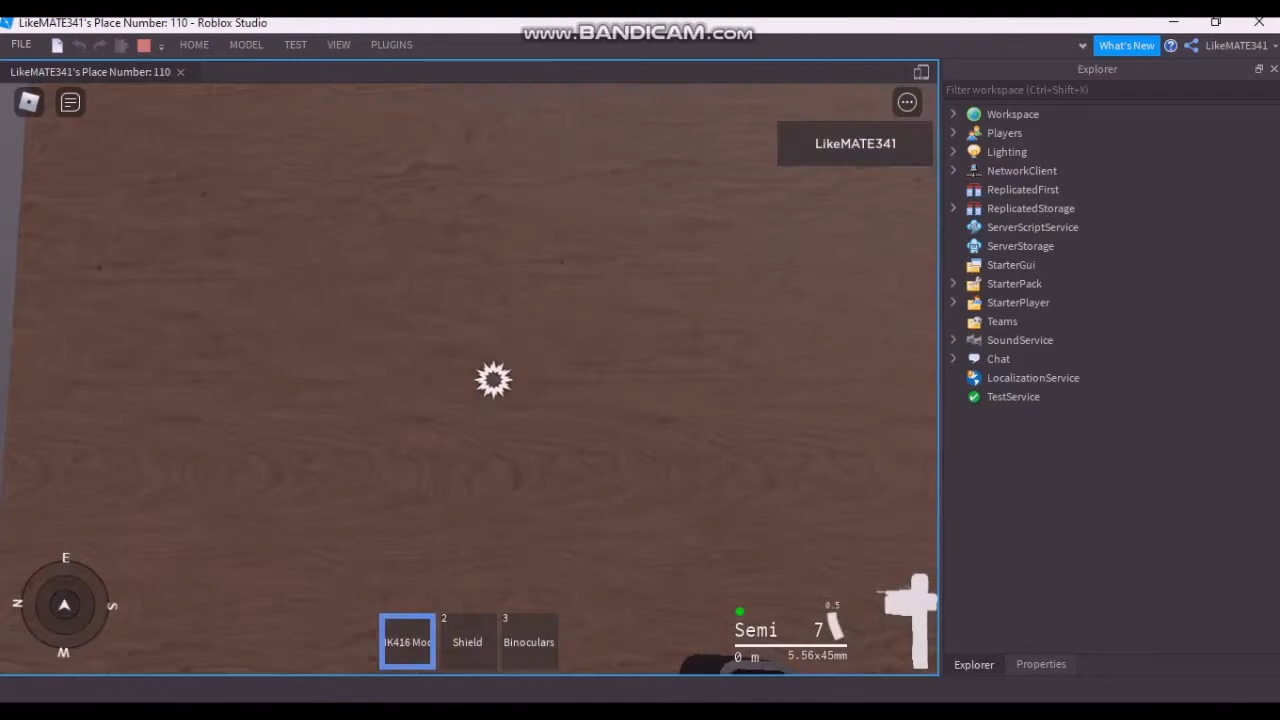 LikeMATE341's Place Number: 110 - Roblox Studio
www.BANDICAM.com
FILE HOME MODEL TEST VIEW PLUGINS What's New LikeMATE341
LikeMATE341's Place Number: 110
Explorer
Filter workspace (Ctrl+Shift+X)
LikeMATE341
Workspace
Players
Lighting
NetworkClient
ReplicatedFirst
ReplicatedStorage
ServerScriptService
ServerStorage
StarterGui
StarterPack
StarterPlayer
Teams
SoundService
Chat
LocalizationService
TestService
E
N S
W
IK416 Moc
2
Shield
3
Binoculars
0.5
Semi 7
0 m 5.56x45mm
Explorer Properties